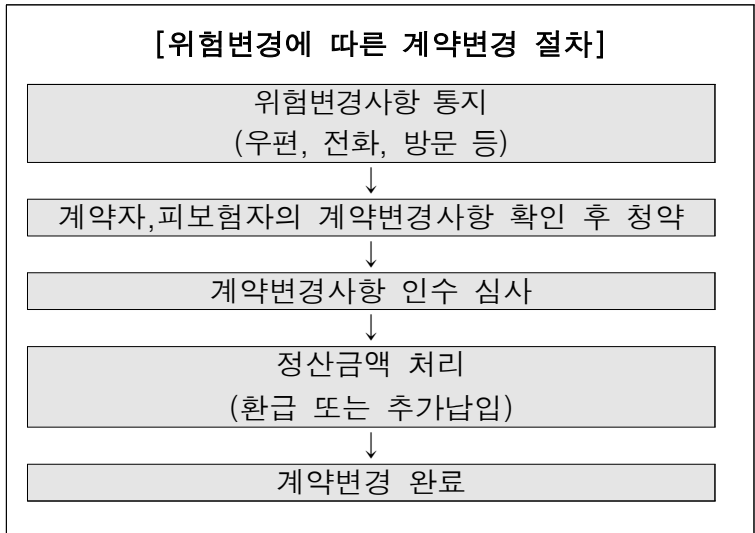 [위험변경에 따른 계약변경 절차]
위험변경사항 통지
(우편, 전화, 방문 등)
↓
계약자,피보험자의 계약변경사항 확인 후 청약
↓
계약변경사항 인수 심사
↓
정산금액 처리
(환급 또는 추가납입)
↓
계약변경 완료